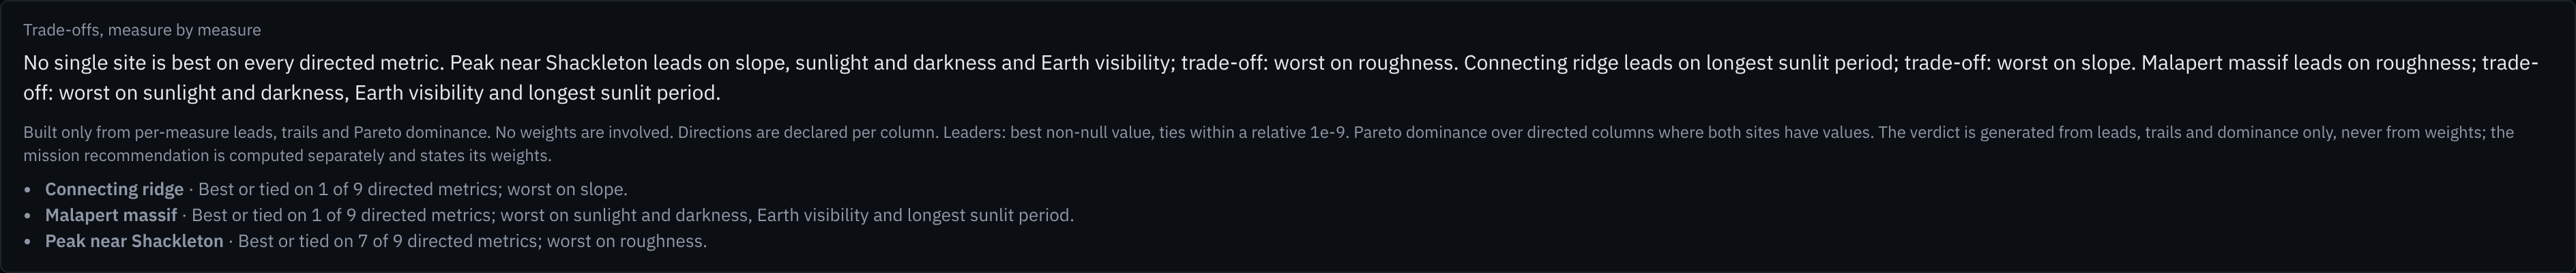 Trade-offs, measure by measure
No single site is best on every directed metric. Peak near Shackleton leads on slope, sunlight and darkness and Earth visibility; trade-off: worst on roughness. Connecting ridge leads on longest sunlit period; trade-off: worst on slope. Malapert massif leads on roughness; trade-
off: worst on sunlight and darkness, Earth visibility and longest sunlit period.
Built only from per-measure leads, trails and Pareto dominance. No weights are involved. Directions are declared per column. Leaders: best non-null value, ties within a relative 1e-9. Pareto dominance over directed columns where both sites have values. The verdict is generated from leads, trails and dominance only, never from weights; the
mission recommendation is computed separately and states its weights.
• Connecting ridge · Best or tied on 1 of 9 directed metrics; worst on slope.
• Malapert massif · Best or tied on 1 of 9 directed metrics; worst on sunlight and darkness, Earth visibility and longest sunlit period.
• Peak near Shackleton · Best or tied on 7 of 9 directed metrics; worst on roughness.